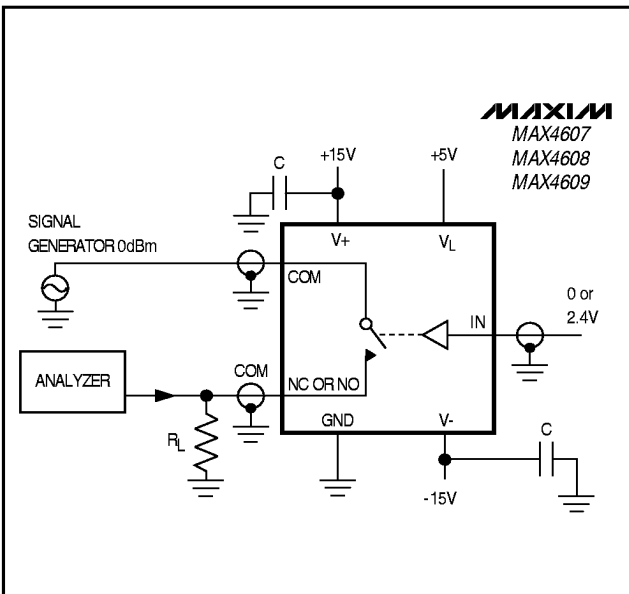 MAXIM
MAX4607
MAX4608
MAX4609
+15V
+5V
C
SIGNAL
GENERATOR 0dBm
V+
VL
COM
IN
0 or
2.4V
ANALYZER
COM
NC OR NO
RL
GND
V-
C
-15V